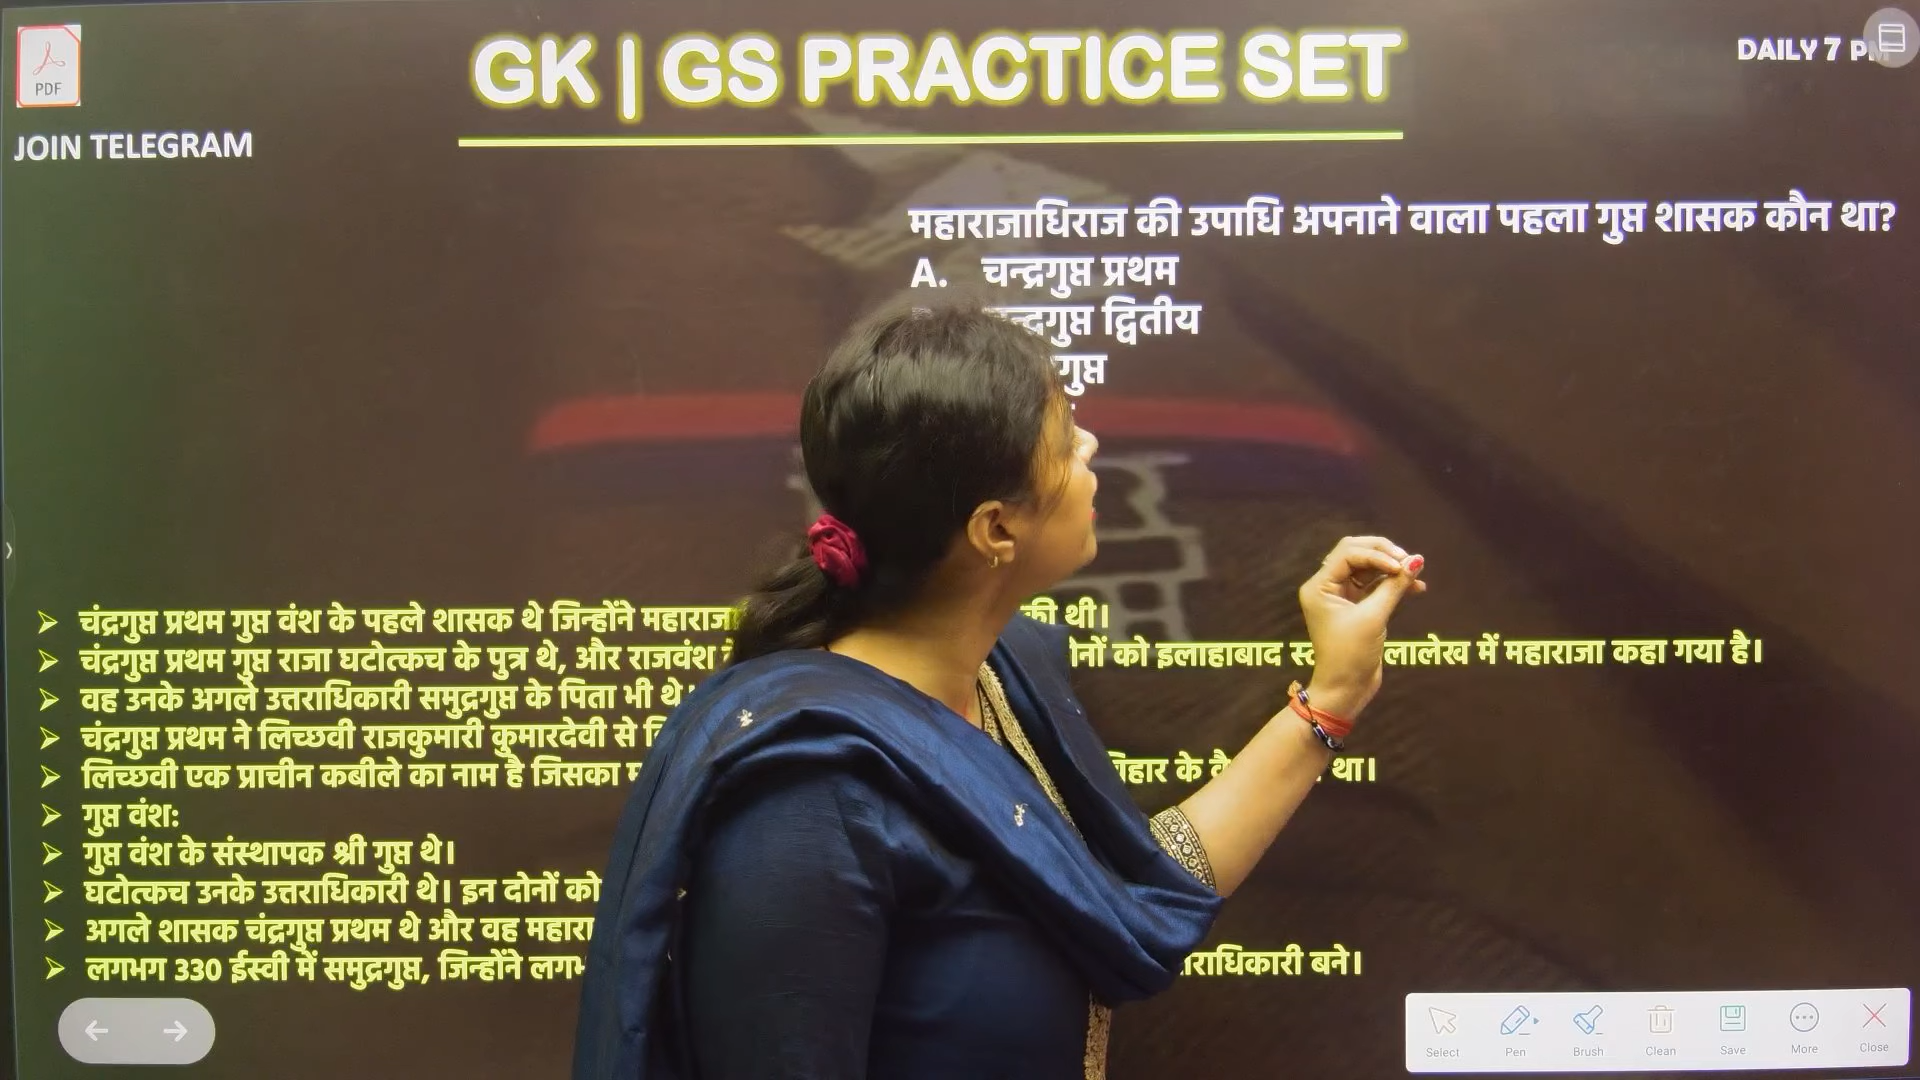 PDF
GK | GS PRACTICE SET
DAILY 7 PM
JOIN TELEGRAM
महाराजाधिराज की उपाधि अपनाने वाला पहला गुप्त शासक कौन था?
A. चन्द्रगुप्त प्रथम
न्द्रगुप्त द्वितीय
गुप्त
➢ चंद्रगुप्त प्रथम गुप्त वंश के पहले शासक थे जिन्होंने की थी।
➢ चंद्रगुप्त प्रथम गुप्त राजा घटोत्कच के पुत्र थे, और राजवंश को इलाहाबाद में महाराजा कहा गया है।
➢ वह उनके अगले उत्तराधिकारी समुद्रगुप्त के पिता भी थे।
➢ चंद्रगुप्त प्रथम ने लिच्छवी राजकुमारी कुमारदेवी से
➢ लिच्छवी एक प्राचीन कबीले का नाम है जिसका के था।
➢ गुप्त वंश:
➢ गुप्त वंश के संस्थापक श्री गुप्त थे।
➢ घटोत्कच उनके उत्तराधिकारी थे। इन दोनों को
➢ अगले शासक चंद्रगुप्त प्रथम थे और वह
➢ लगभग 330 ईस्वी में समुद्रगुप्त, जिन्होंने बने।
Select Pen Brush Clean Save More Close